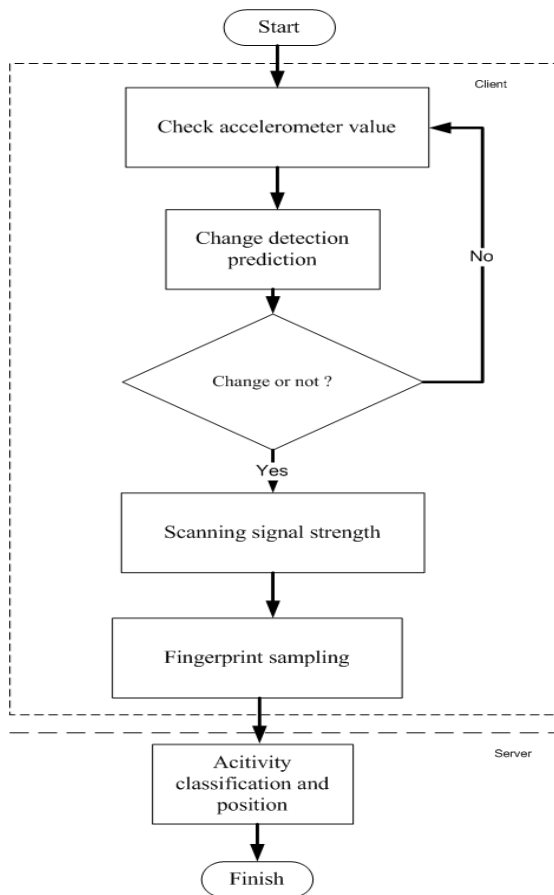 Start
Client
Check accelerometer value
Change detection
prediction
No
Change or not ?
Yes
Scanning signal strength
Fingerprint sampling
Server
Acitivity
classification and
position
Finish